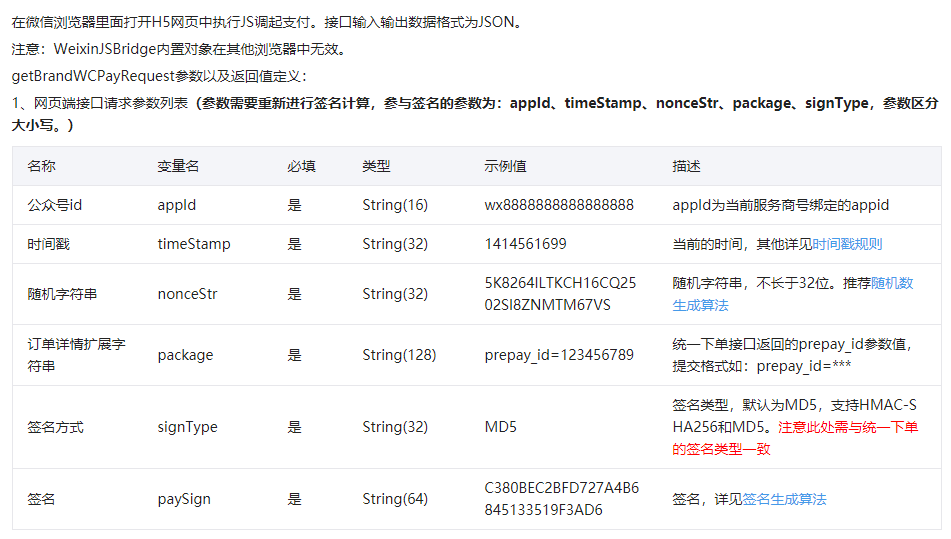 在微信浏览器里面打开H5网页中执行JS调起支付。接口输入输出数据格式为JSON。
注意：WeixinJSBridge内置对象在其他浏览器中无效。
getBrandWCPayRequest参数以及返回值定义：
1、网页端接口请求参数列表（参数需要重新进行签名计算，参与签名的参数为：appId、timeStamp、nonceStr、package、signType，参数区分
大小写。）
名称 变量名 必填 类型 示例值 描述
公众号id appId 是 String(16) wx8888888888888888 appId为当前服务商号绑定的appid
时间戳 timeStamp 是 String(32) 1414561699 当前的时间，其他详见时间戳规则
随机字符串 nonceStr 是 String(32) 5K8264ILTKCH16CQ25
02SI8ZNMTM67VS 随机字符串，不长于32位。推荐随机数
生成算法
订单详情扩展字
符串 package 是 String(128) prepay_id=123456789 统一下单接口返回的prepay_id参数值，
提交格式如：prepay_id=***
签名方式 signType 是 String(32) MD5 签名类型，默认为MD5，支持HMAC-S
HA256和MD5。注意此处需与统一下单
的签名类型一致
签名 paySign 是 String(64) C380BEC2BFD727A4B6
845133519F3AD6 签名，详见签名生成算法